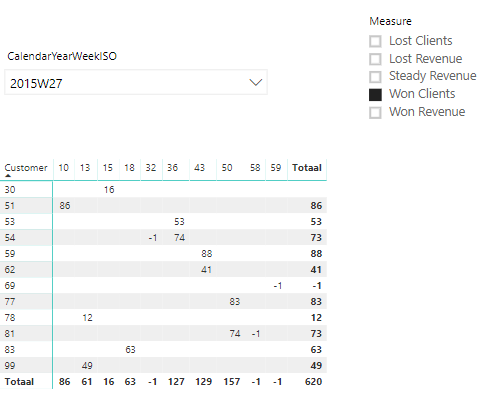 Measure
Lost Clients
Lost Revenue
Steady Revenue
Won Clients
Won Revenue
CalendarYearWeekISO
2015W27
Customer 10 13 15 18 32 36 43 50 58 59 Totaal
30 16
51 86 86
53 53 53
54 -1 74 73
59 88 88
62 41 41
69 -1 -1
77 83 83
78 12 12
81 74 -1 73
83 63 63
99 49 49
Totaal 86 61 16 63 -1 127 129 157 -1 -1 620